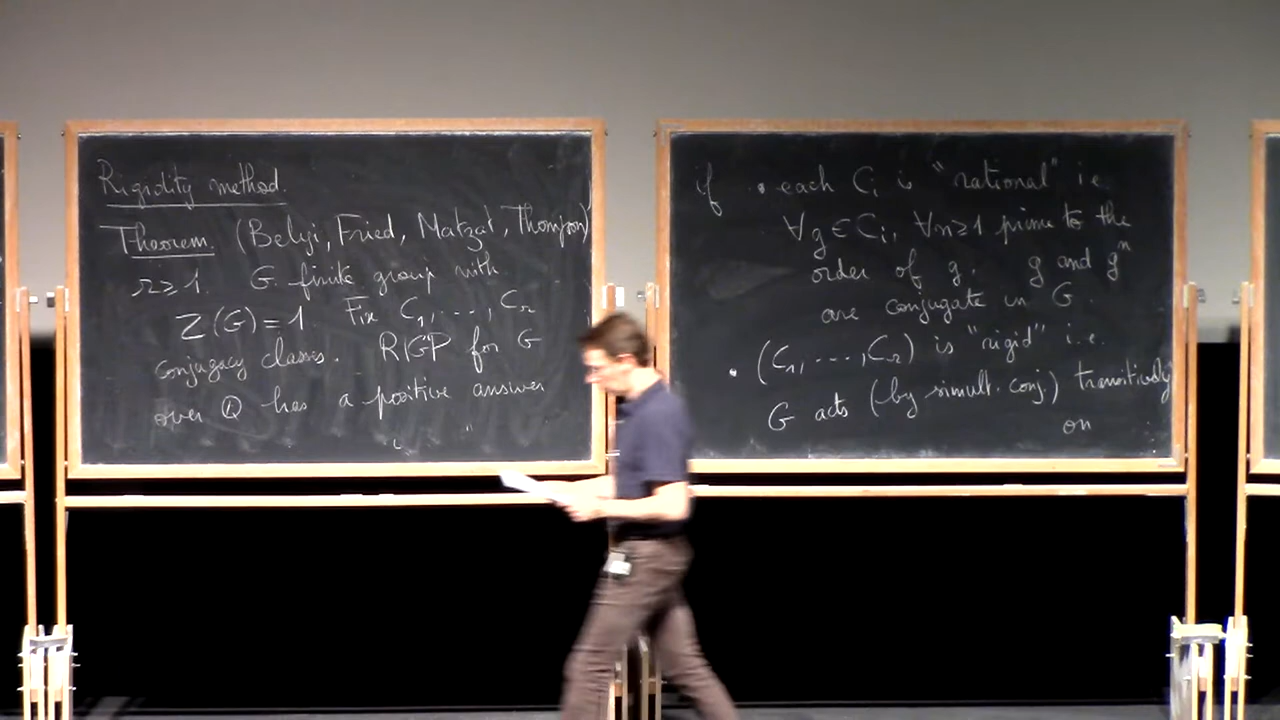 Rigidity method.
Theorem. (Belyi, Fried, Matzat, Thompson)
r ≥ 1. G finite group with
Z(G) = 1. Fix C₁, ..., Cᵣ
conjugacy classes. RIGP for G
over ℚ has a positive answer
if • each Cᵢ is "rational" i.e.
∀g ∈ Cᵢ, ∀n ≥ 1 prime to the
order of g, g and gⁿ
are conjugate in G.
• (C₁, ..., Cᵣ) is "rigid" i.e.
G acts (by simult. conj.) transitively
on